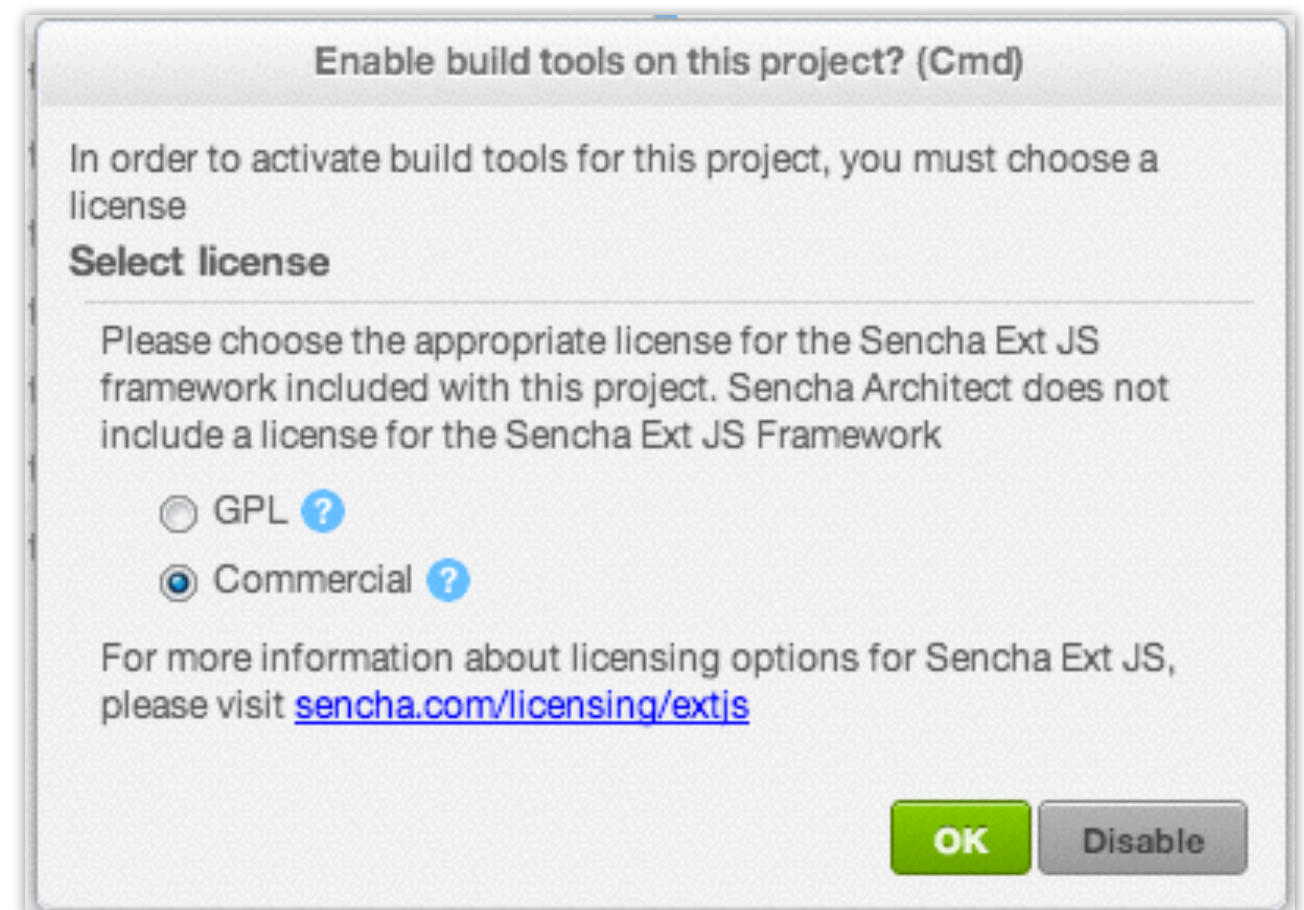 Enable build tools on this project? (Cmd)
In order to activate build tools for this project, you must choose a
license
Select license
Please choose the appropriate license for the Sencha Ext JS
framework included with this project. Sencha Architect does not
include a license for the Sencha Ext JS Framework
GPL ?
Commercial ?
For more information about licensing options for Sencha Ext JS,
please visit sencha.com/licensing/extjs
OK Disable